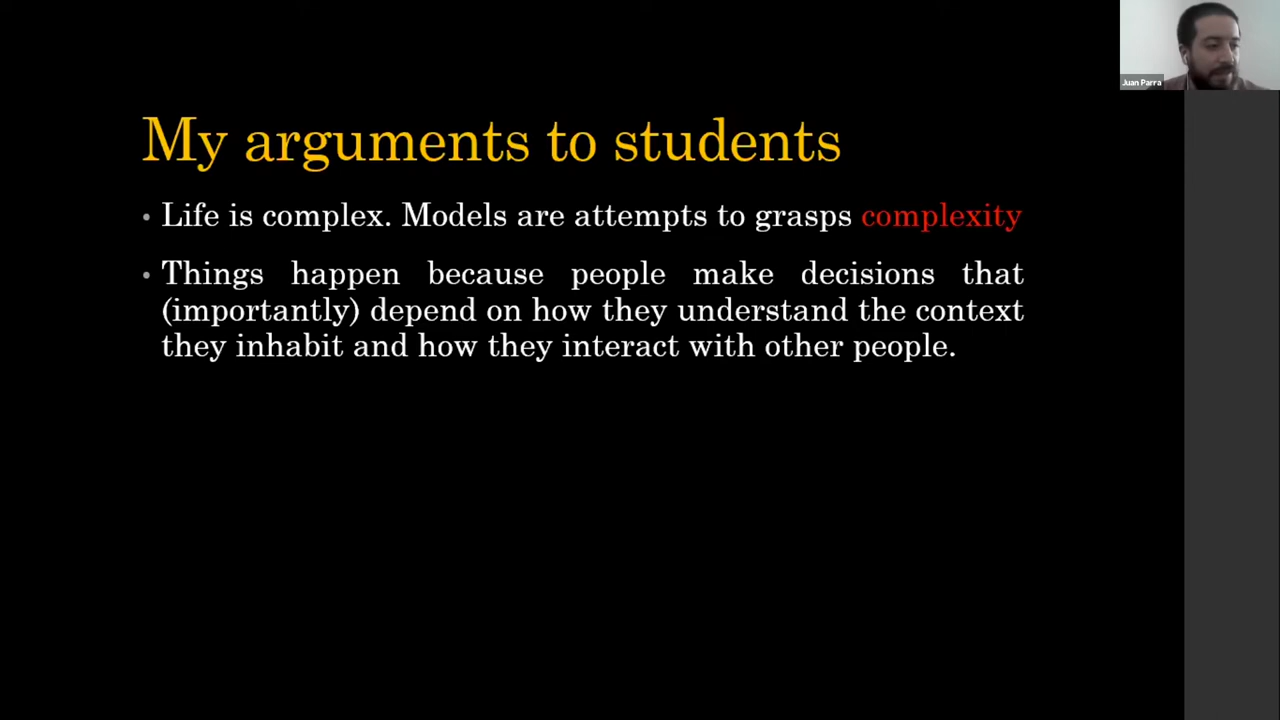 Juan Parra
My arguments to students
• Life is complex. Models are attempts to grasps complexity
• Things happen because people make decisions that
(importantly) depend on how they understand the context
they inhabit and how they interact with other people.